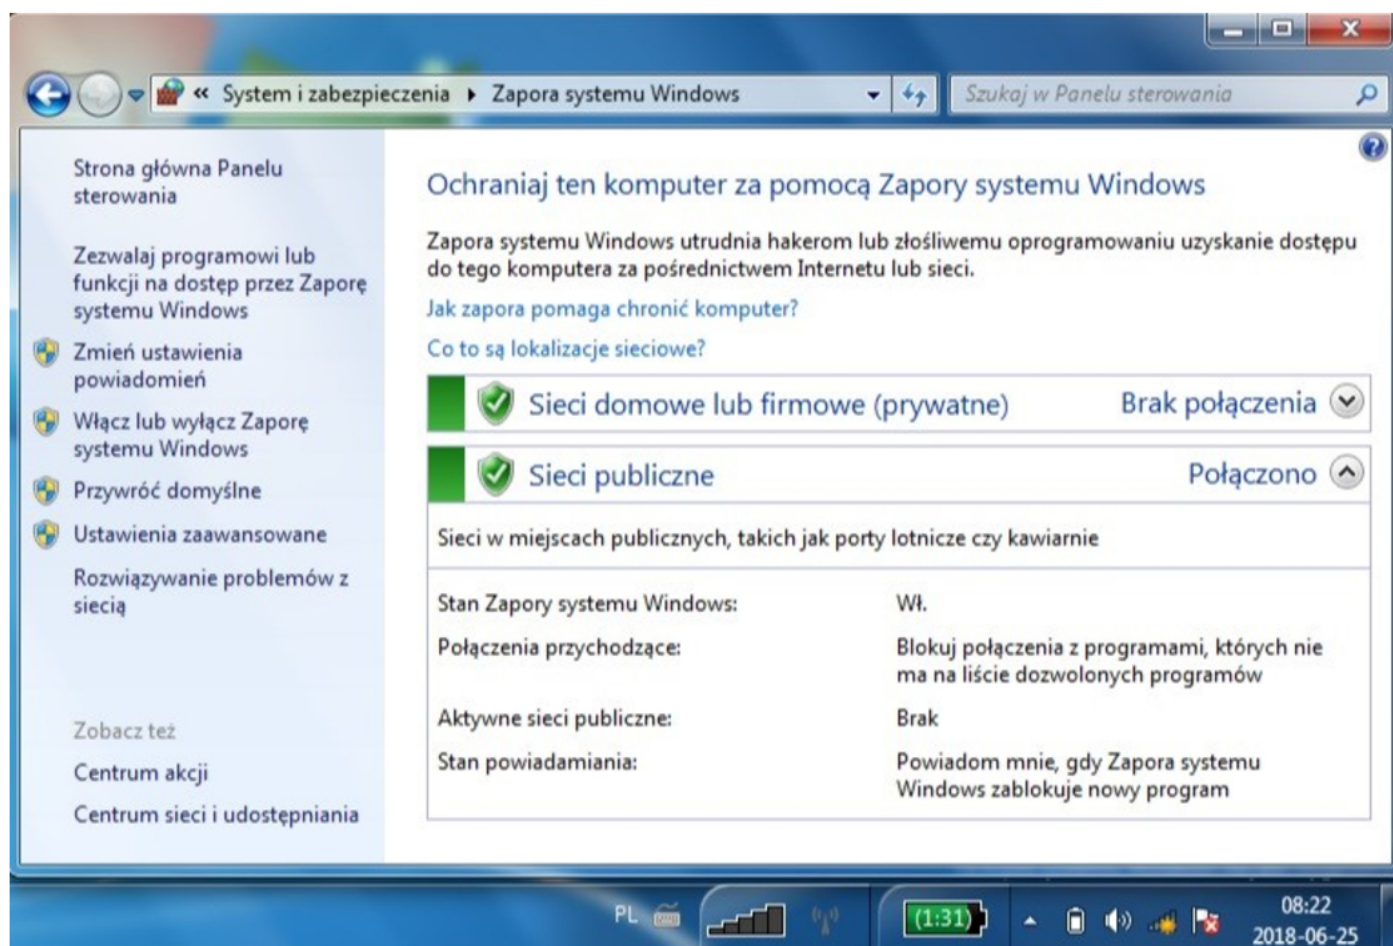 « System i zabezpieczenia ▸ Zapora systemu Windows
Szukaj w Panelu sterowania
Strona główna Panelu
sterowania
Zezwalaj programowi lub
funkcji na dostęp przez Zaporę
systemu Windows
Zmień ustawienia
powiadomień
Włącz lub wyłącz Zaporę
systemu Windows
Przywróć domyślne
Ustawienia zaawansowane
Rozwiązywanie problemów z
siecią
Zobacz też
Centrum akcji
Centrum sieci i udostępniania
Ochraniaj ten komputer za pomocą Zapory systemu Windows
Zapora systemu Windows utrudnia hakerom lub złośliwemu oprogramowaniu uzyskanie dostępu
do tego komputera za pośrednictwem Internetu lub sieci.
Jak zapora pomaga chronić komputer?
Co to są lokalizacje sieciowe?
Sieci domowe lub firmowe (prywatne) Brak połączenia
Sieci publiczne Połączono
Sieci w miejscach publicznych, takich jak porty lotnicze czy kawiarnie
Stan Zapory systemu Windows: Wł.
Połączenia przychodzące: Blokuj połączenia z programami, których nie
ma na liście dozwolonych programów
Aktywne sieci publiczne: Brak
Stan powiadamiania: Powiadom mnie, gdy Zapora systemu
Windows zablokuje nowy program
PL (1:31) 08:22
2018-06-25